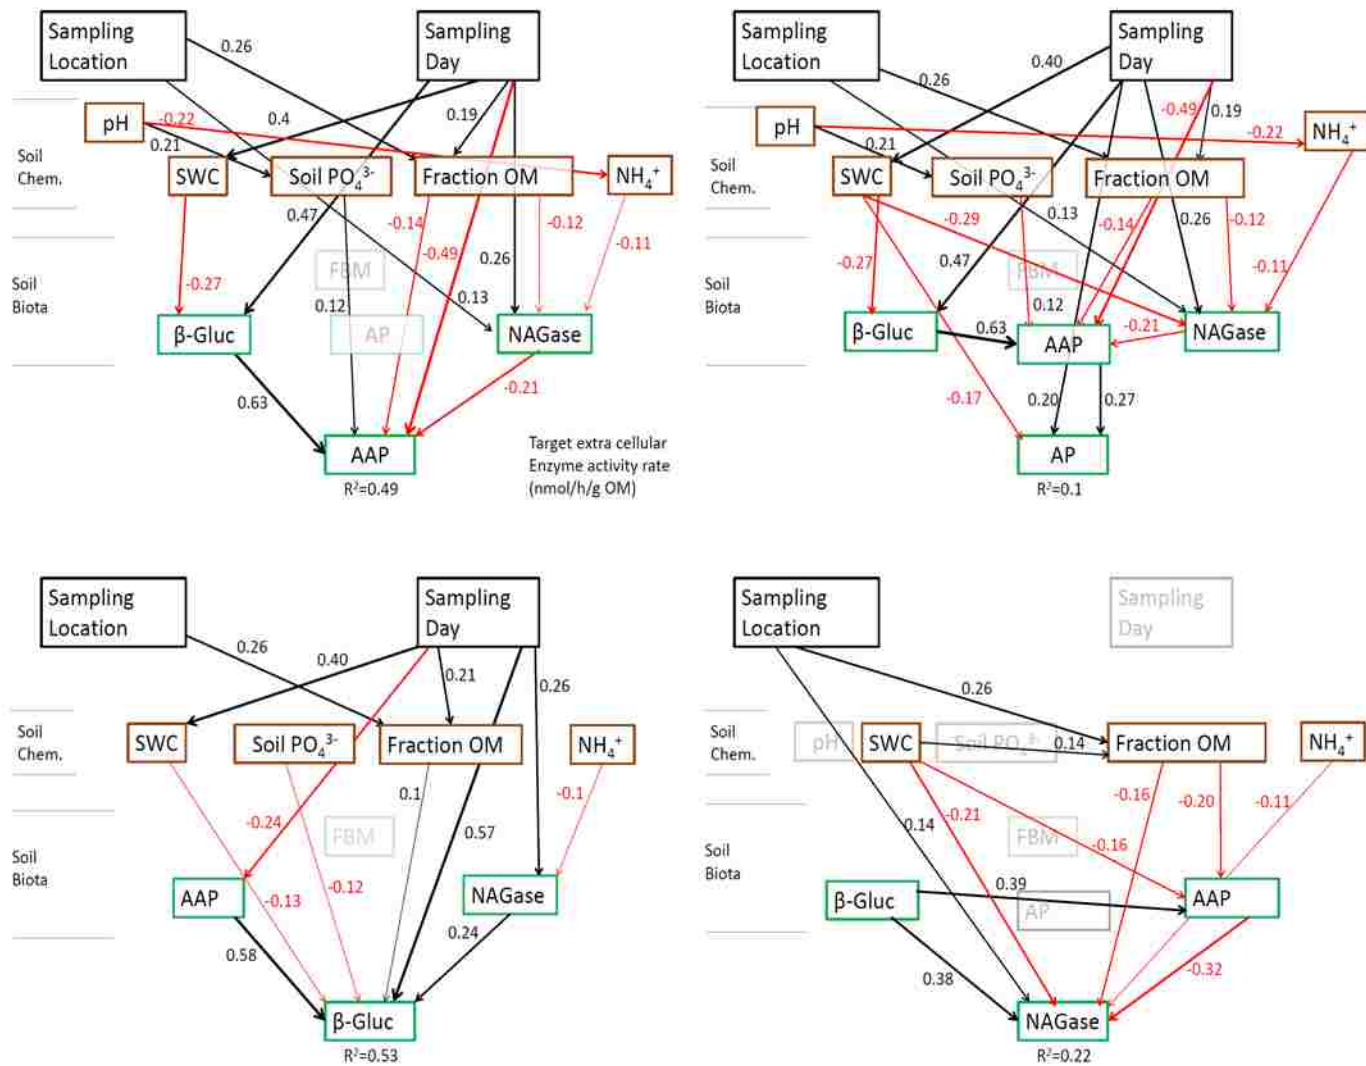 Sampling
Location
Sampling
Day
0.26
0.4
0.19
pH
-0.22
0.21
Soil
Chem.
SWC
Soil PO₄³⁻
Fraction OM
NH₄⁺
0.47
-0.14
-0.12
-0.11
-0.49
0.26
FBM
-0.27
0.12
0.13
Soil
Biota
β-Gluc
AP
NAGase
-0.21
0.63
AAP
R²=0.49
Target extra cellular
Enzyme activity rate
(nmol/h/g OM)
Sampling
Location
Sampling
Day
0.40
0.26
-0.49
0.19
pH
NH₄⁺
-0.22
0.21
Soil
Chem.
SWC
Soil PO₄³⁻
Fraction OM
-0.29
0.13
-0.14
0.26
-0.12
-0.27
0.47
FBM
-0.11
Soil
Biota
0.12
β-Gluc
0.63
AAP
-0.21
NAGase
-0.17
0.20
0.27
AP
R²=0.1
Sampling
Location
Sampling
Day
0.26
0.40
0.21
0.26
Soil
Chem.
SWC
Soil PO₄³⁻
Fraction OM
NH₄⁺
0.1
-0.1
-0.24
FBM
0.57
Soil
Biota
AAP
-0.13
-0.12
NAGase
0.58
0.24
β-Gluc
R²=0.53
Sampling
Location
Sampling
Day
0.26
Soil
Chem.
pH
SWC
Soil PO₄³⁻
0.14
Fraction OM
NH₄⁺
-0.21
-0.16
-0.20
-0.11
0.14
FBM
-0.16
Soil
Biota
β-Gluc
0.39
AP
AAP
0.38
-0.32
NAGase
R²=0.22